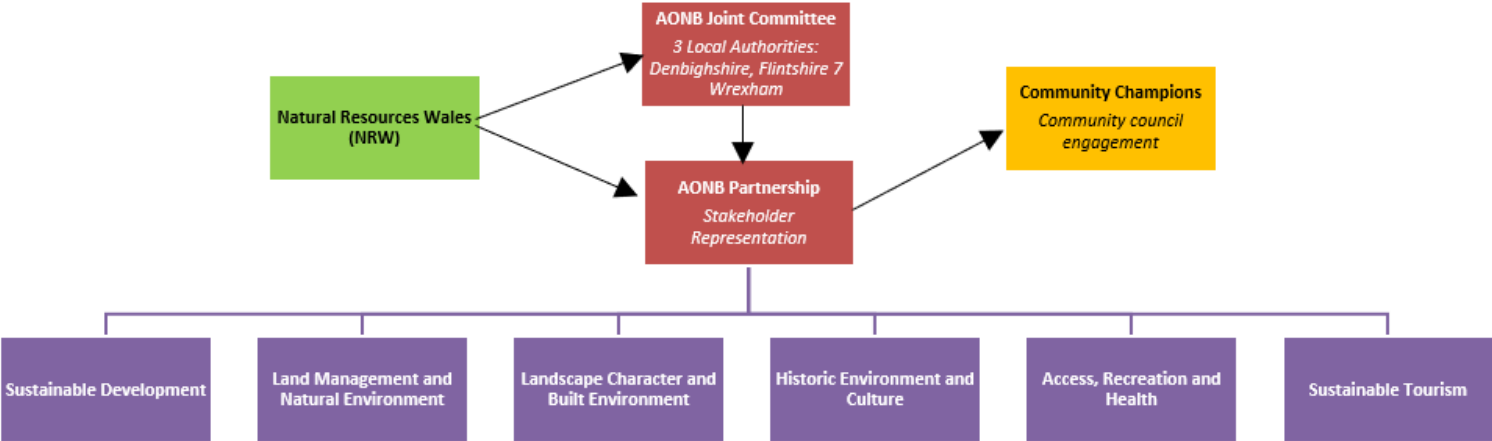 AONB Joint Committee
3 Local Authorities:
Denbighshire, Flintshire 7
Wrexham
Natural Resources Wales
(NRW)
Community Champions
Community council
engagement
AONB Partnership
Stakeholder
Representation
Sustainable Development
Land Management and
Natural Environment
Landscape Character and
Built Environment
Historic Environment and
Culture
Access, Recreation and
Health
Sustainable Tourism